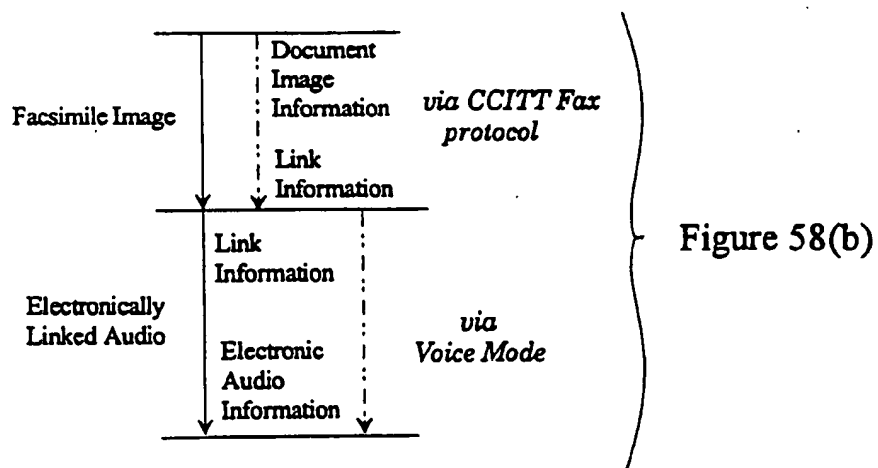 Facsimile Image
Document
Image
Information
Link
Information
via CCITT Fax
protocol
Electronically
Linked Audio
Link
Information
Electronic
Audio
Information
via
Voice Mode
Figure 58(b)